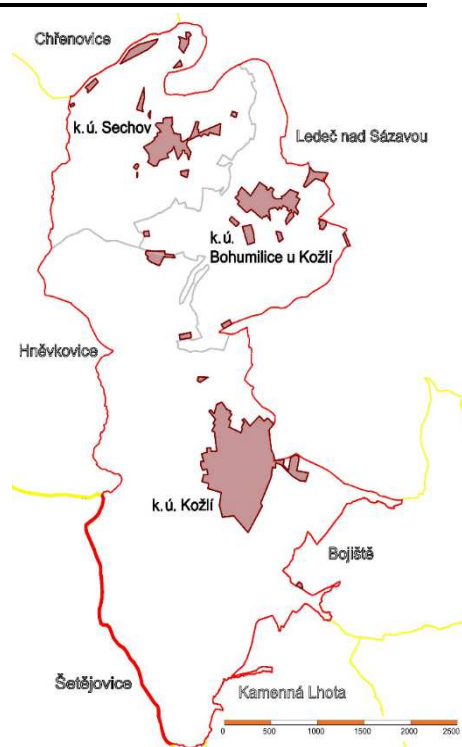 Chřenovice
k.ú. Sechov
Ledeč nad Sázavou
k.ú.
Bohumilice u Kožlí
Hněvkovice
k.ú. Kožlí
Bojiště
Šetějovice
Kamenná Lhota
0 500 1000 1500 2000 2500